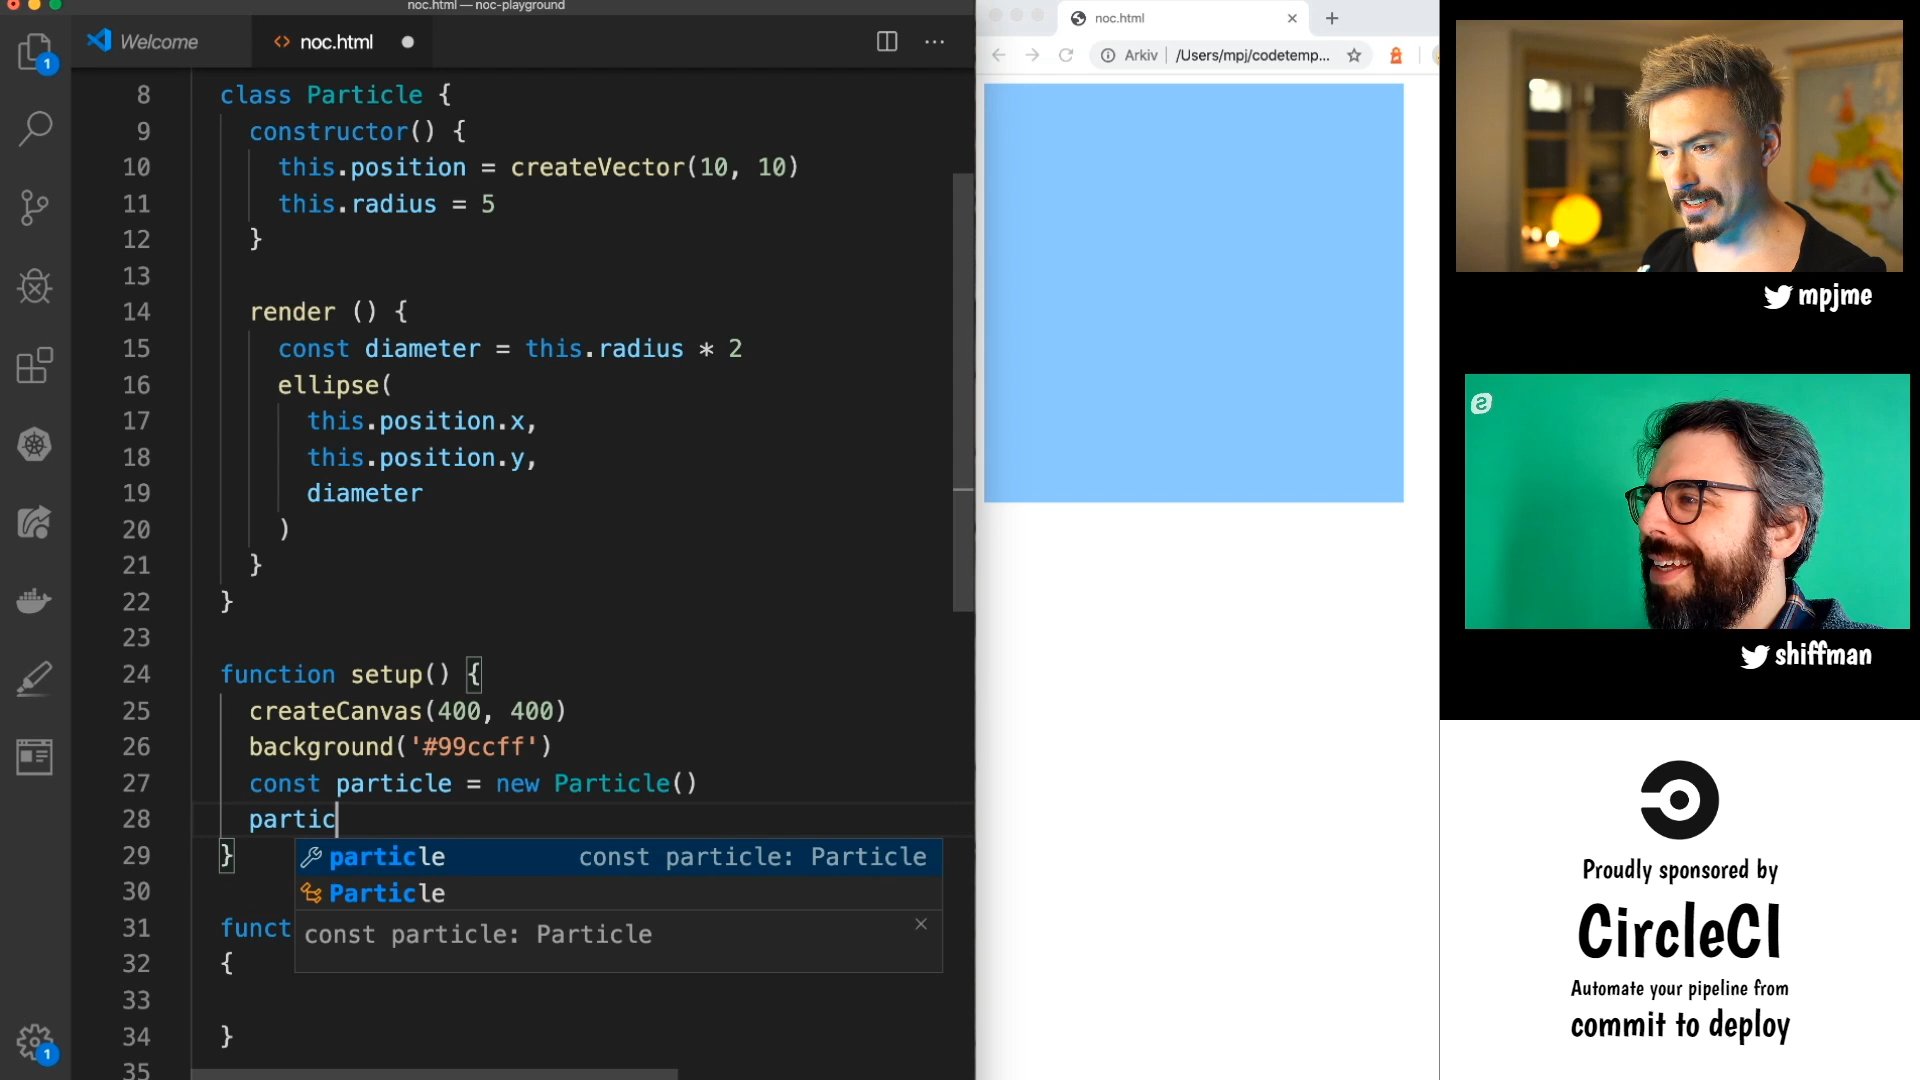 noc.html — noc-playground
Welcome
noc.html
8 class Particle {
9 constructor() {
10 this.position = createVector(10, 10)
11 this.radius = 5
12 }
13
14 render () {
15 const diameter = this.radius * 2
16 ellipse(
17 this.position.x,
18 this.position.y,
19 diameter
20 )
21 }
22 }
23
24 function setup() {
25 createCanvas(400, 400)
26 background('#99ccff')
27 const particle = new Particle()
28 partic
29 }
particle const particle: Particle
Particle
const particle: Particle
30
31 funct
32 {
33
34 }
35
1
1
noc.html
Arkiv /Users/mpj/codetemp...
mpjme
shiffman
Proudly sponsored by
CircleCI
Automate your pipeline from
commit to deploy